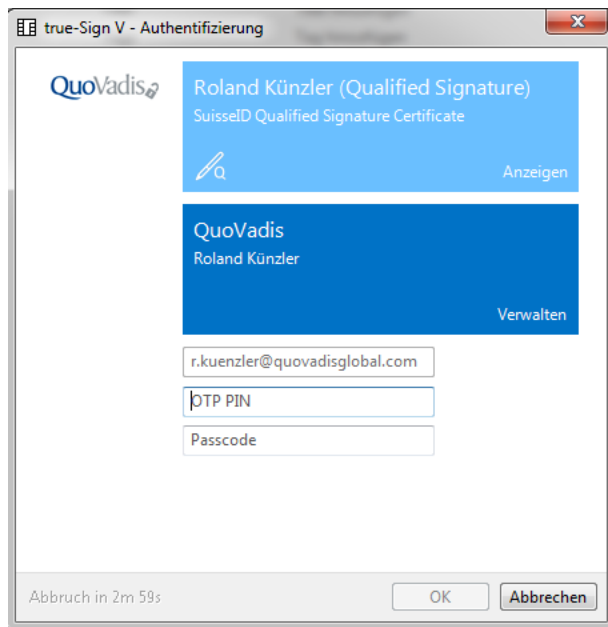 true-Sign V - Authentifizierung
QuoVadis
Roland Künzler (Qualified Signature)
SuisseID Qualified Signature Certificate
Anzeigen
QuoVadis
Roland Künzler
Verwalten
r.kuenzler@quovadisglobal.com
OTP PIN
Passcode
Abbruch in 2m 59s
OK
Abbrechen